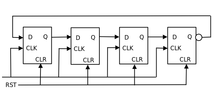 D Q D Q D Q D Q
CLK CLK CLK CLK
CLR CLR CLR CLR
RST